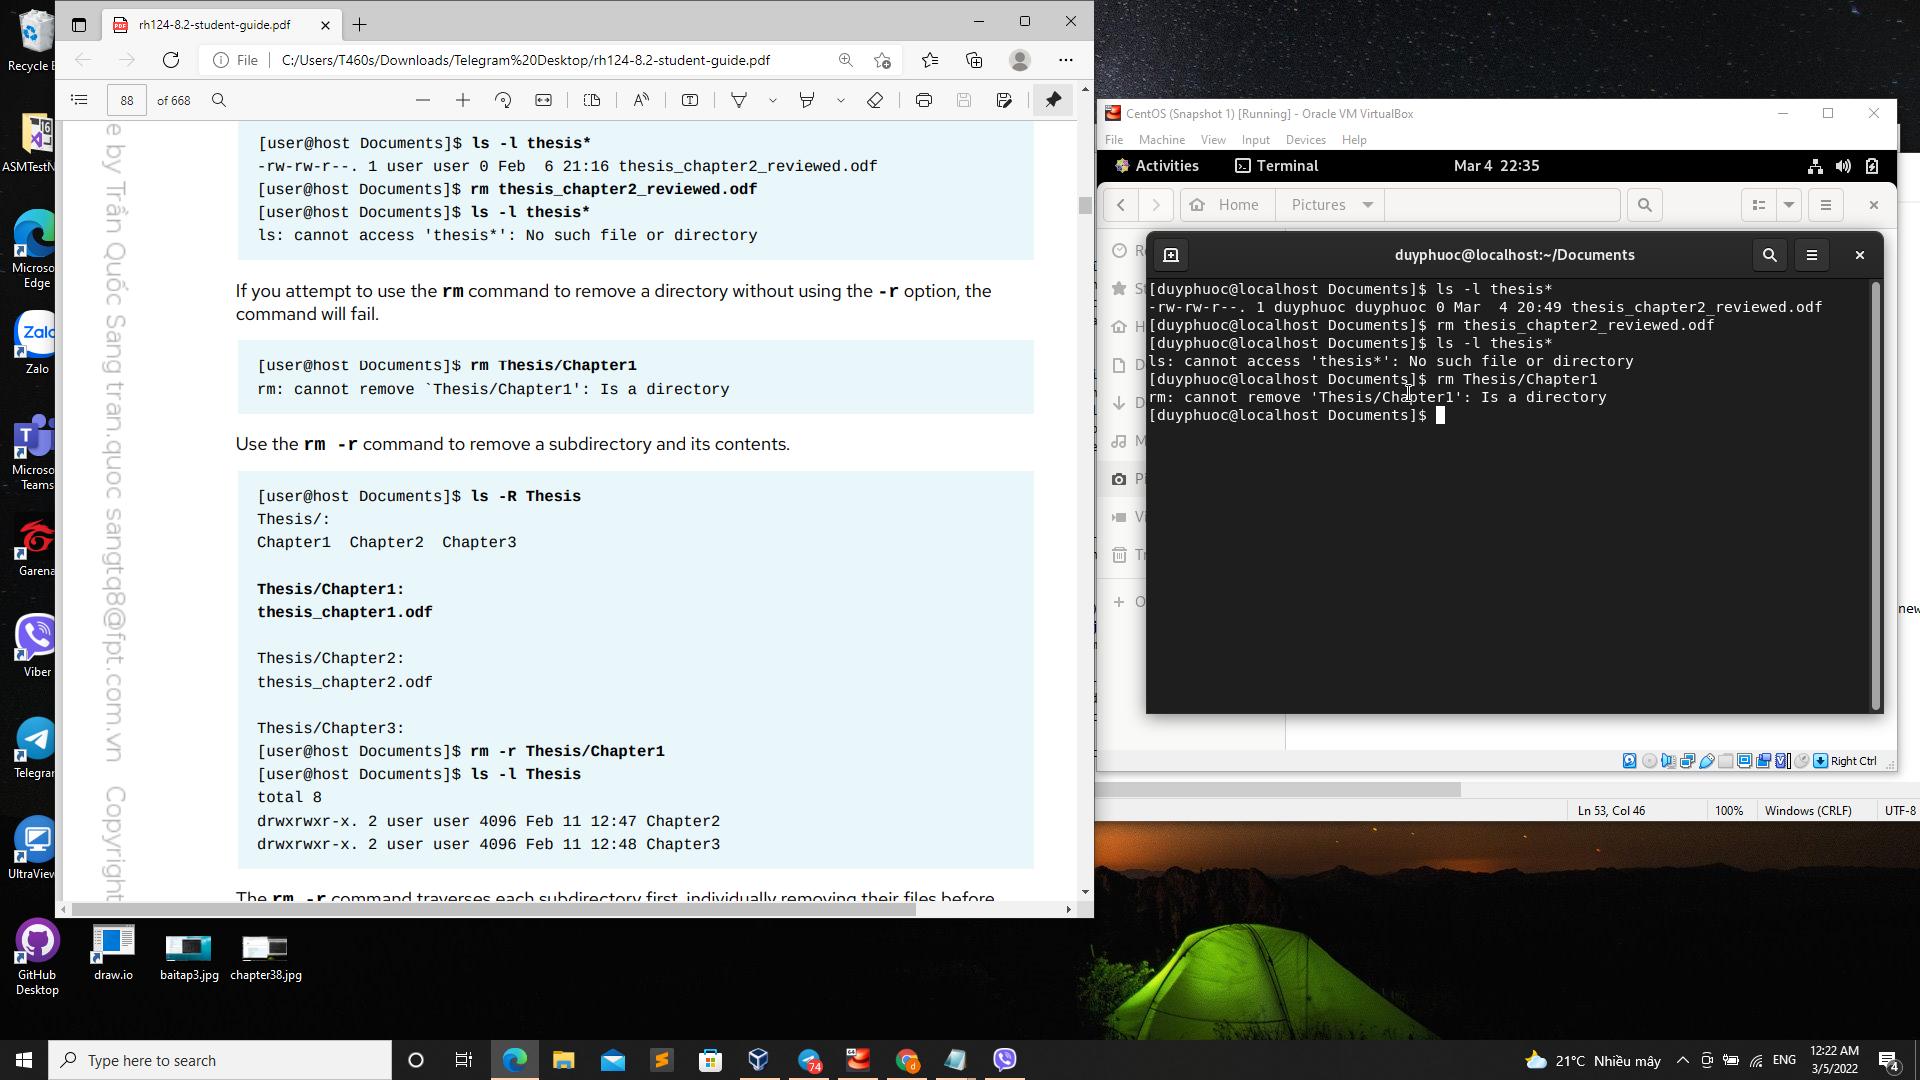 Recycle B
ASMTestN
Microso
Edge
Zalo
Microso
Teams
Garena
Viber
Telegra
UltraView
GitHub
Desktop
draw.io
baitap3.jpg
chapter38.jpg
rh124-8.2-student-guide.pdf
File
C:/Users/T460s/Downloads/Telegram%20Desktop/rh124-8.2-student-guide.pdf
88 of 668
e by Trần Quốc Sang tran.quoc sangtq8@fpt.com.vn Copyright
[user@host Documents]$ ls -l thesis*
-rw-rw-r--. 1 user user 0 Feb  6 21:16 thesis_chapter2_reviewed.odf
[user@host Documents]$ rm thesis_chapter2_reviewed.odf
[user@host Documents]$ ls -l thesis*
ls: cannot access 'thesis*': No such file or directory
If you attempt to use the rm command to remove a directory without using the -r option, the
command will fail.
[user@host Documents]$ rm Thesis/Chapter1
rm: cannot remove `Thesis/Chapter1': Is a directory
Use the rm -r command to remove a subdirectory and its contents.
[user@host Documents]$ ls -R Thesis
Thesis/:
Chapter1  Chapter2  Chapter3
Thesis/Chapter1:
thesis_chapter1.odf
Thesis/Chapter2:
thesis_chapter2.odf
Thesis/Chapter3:
[user@host Documents]$ rm -r Thesis/Chapter1
[user@host Documents]$ ls -l Thesis
total 8
drwxrwxr-x. 2 user user 4096 Feb 11 12:47 Chapter2
drwxrwxr-x. 2 user user 4096 Feb 11 12:48 Chapter3
The rm -r command traverses each subdirectory first, individually removing their files before
CentOS (Snapshot 1) [Running] - Oracle VM VirtualBox
File Machine View Input Devices Help
Activities Terminal Mar 4 22:35
Home Pictures
duyphuoc@localhost:~/Documents
[duyphuoc@localhost Documents]$ ls -l thesis*
-rw-rw-r--. 1 duyphuoc duyphuoc 0 Mar  4 20:49 thesis_chapter2_reviewed.odf
[duyphuoc@localhost Documents]$ rm thesis_chapter2_reviewed.odf
[duyphuoc@localhost Documents]$ ls -l thesis*
ls: cannot access 'thesis*': No such file or directory
[duyphuoc@localhost Documents]$ rm Thesis/Chapter1
rm: cannot remove 'Thesis/Chapter1': Is a directory
[duyphuoc@localhost Documents]$
new
Right Ctrl
Ln 53, Col 46 100% Windows (CRLF) UTF-8
Type here to search
74
21°C Nhiều mây
ENG
12:22 AM
3/5/2022
4